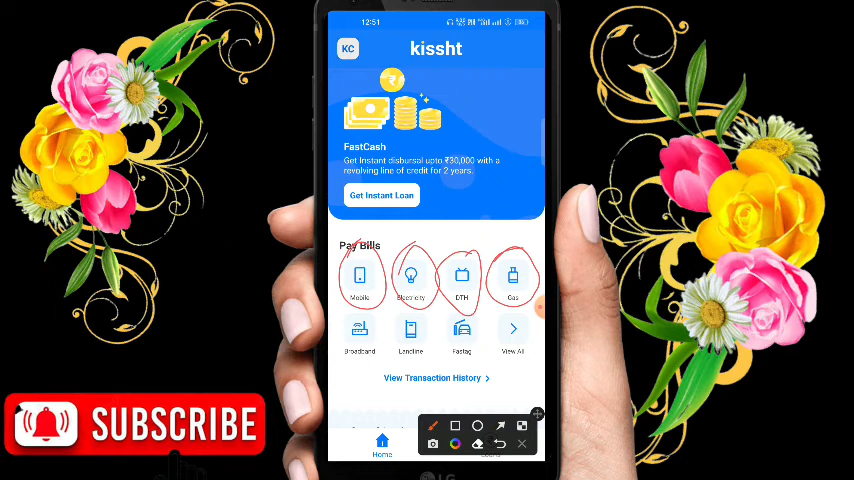 12:51
KC
kissht
FastCash
Get Instant disbursal upto ₹30,000 with a
revolving line of credit for 2 years.
Get Instant Loan
Pay Bills
Mobile
Electricity
DTH
Gas
Broadband
Landline
Fastag
View All
View Transaction History >
SUBSCRIBE
Home
LG